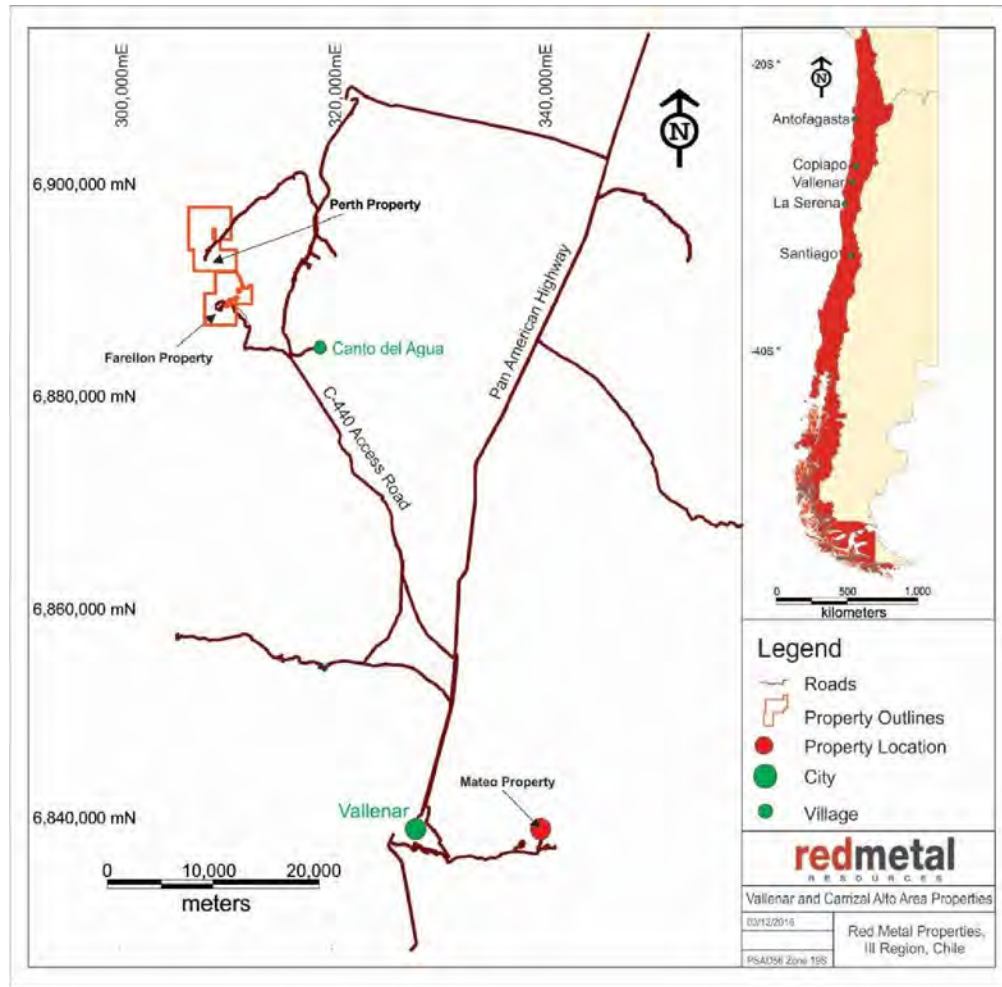 300,000mE
320,000mE
340,000mE
N
6,900,000 mN
Perth Property
Farellon Property
Canto del Agua
6,880,000 mN
C-440 Access Road
Pan American Highway
6,860,000 mN
Mateo Property
Vallenar
6,840,000 mN
0 10,000 20,000
meters
-20S °
N
Antofagasta
Copiapo
Vallenar
La Serena
Santiago
-40S °
0 500 1,000
kilometers
Legend
Roads
Property Outlines
Property Location
City
Village
redmetal
RESOURCES
Vallenar and Carrizal Alto Area Properties
03/12/2016
Red Metal Properties,
III Region, Chile
PSAD56 Zone 19S